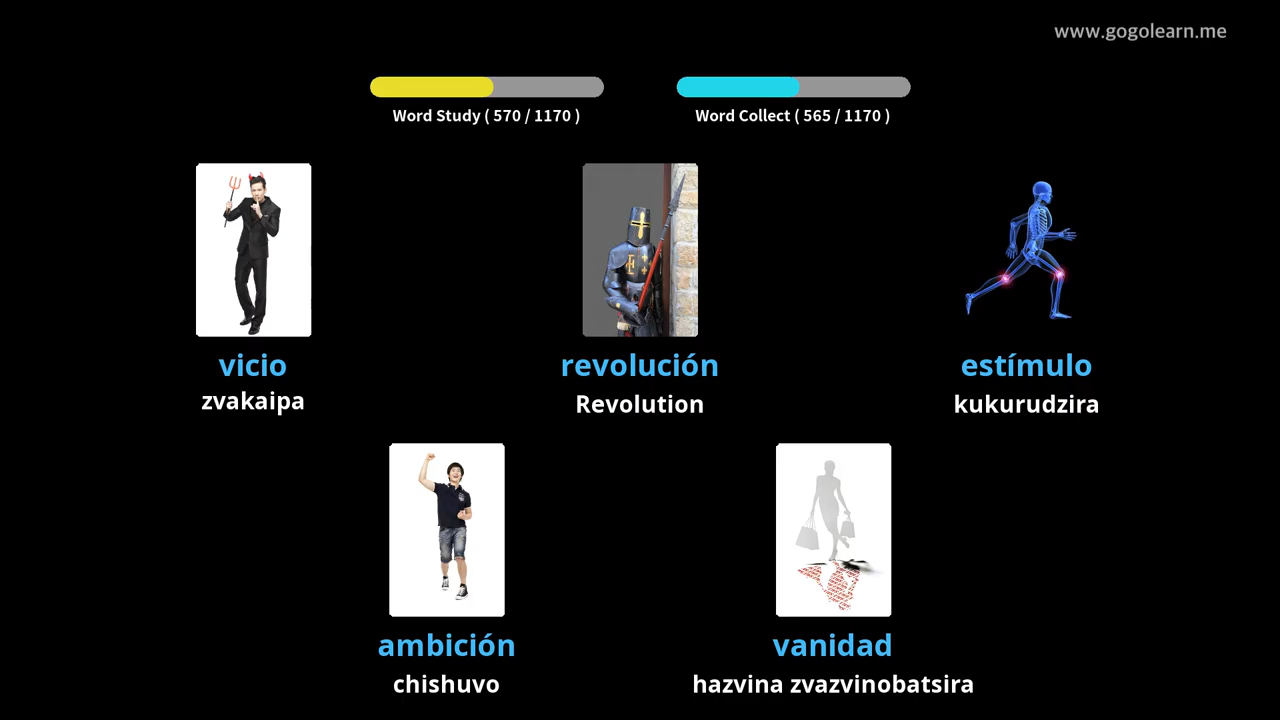 www.gogolearn.me
Word Study ( 570 / 1170 )
Word Collect ( 565 / 1170 )
vicio
zvakaipa
revolución
Revolution
estímulo
kukurudzira
ambición
chishuvo
vanidad
hazvina zvazvinobatsira